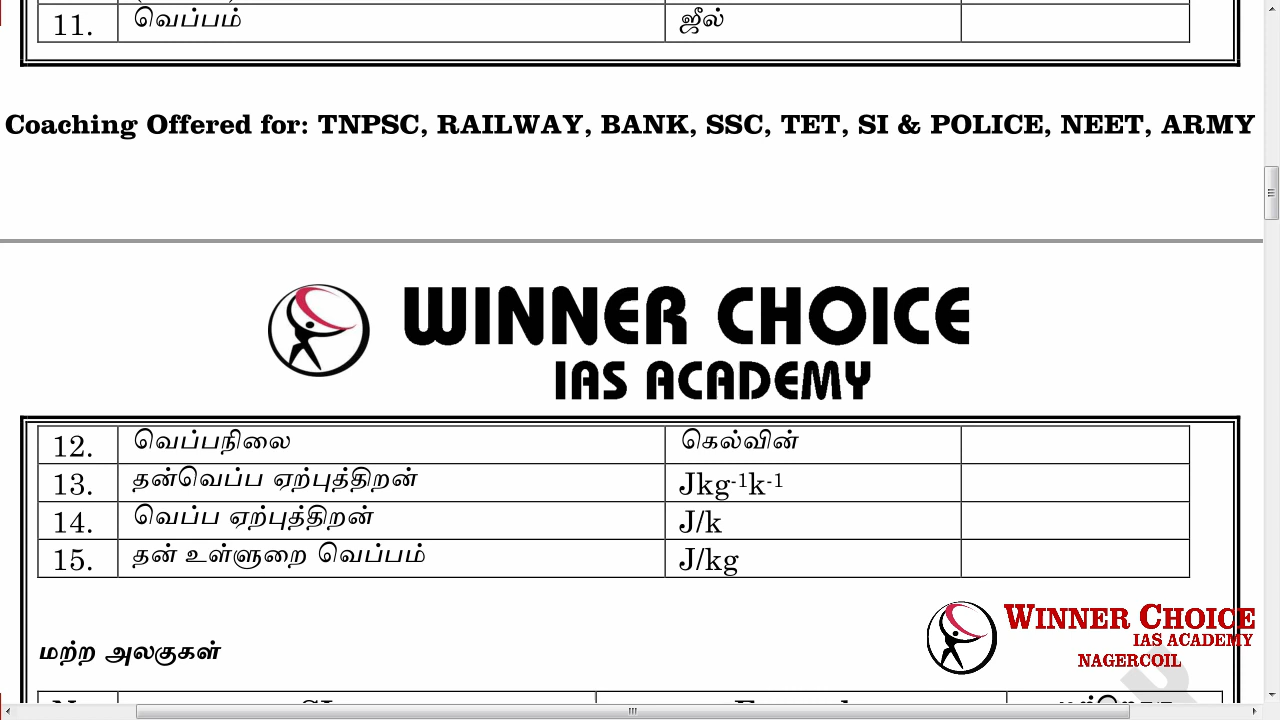 11. வெப்பம் ஜீல்
Coaching Offered for: TNPSC, RAILWAY, BANK, SSC, TET, SI & POLICE, NEET, ARMY
WINNER CHOICE
IAS ACADEMY
12. வெப்பநிலை கெல்வின்
13. தன்வெப்ப ஏற்புத்திறன் Jkg⁻¹k⁻¹
14. வெப்ப ஏற்புத்திறன் J/k
15. தன் உள்ளுறை வெப்பம் J/kg
WINNER CHOICE
IAS ACADEMY
NAGERCOIL
மற்ற அலகுகள்